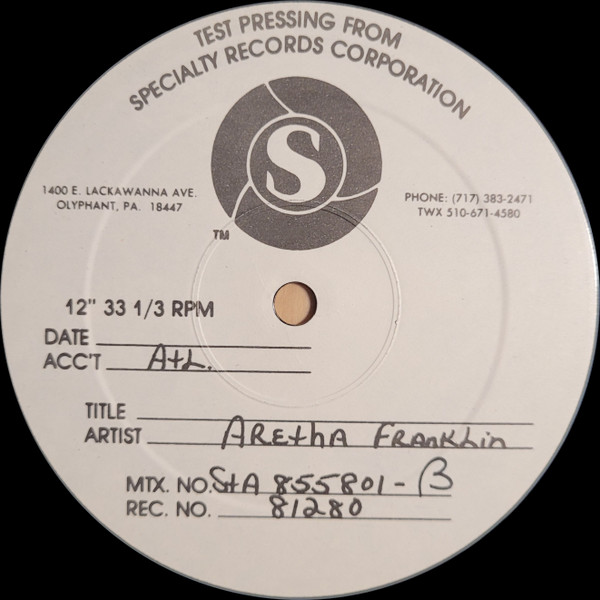 TEST PRESSING FROM
SPECIALTY RECORDS CORPORATION
S
1400 E. LACKAWANNA AVE.
OLYPHANT, PA. 18447
PHONE: (717) 383-2471
TWX 510-671-4580
TM
12" 33 1/3 RPM
DATE
ACC'T Atl.
TITLE
ARTIST Aretha Franklin
MTX. NO. StA 855801-B
REC. NO. 81280